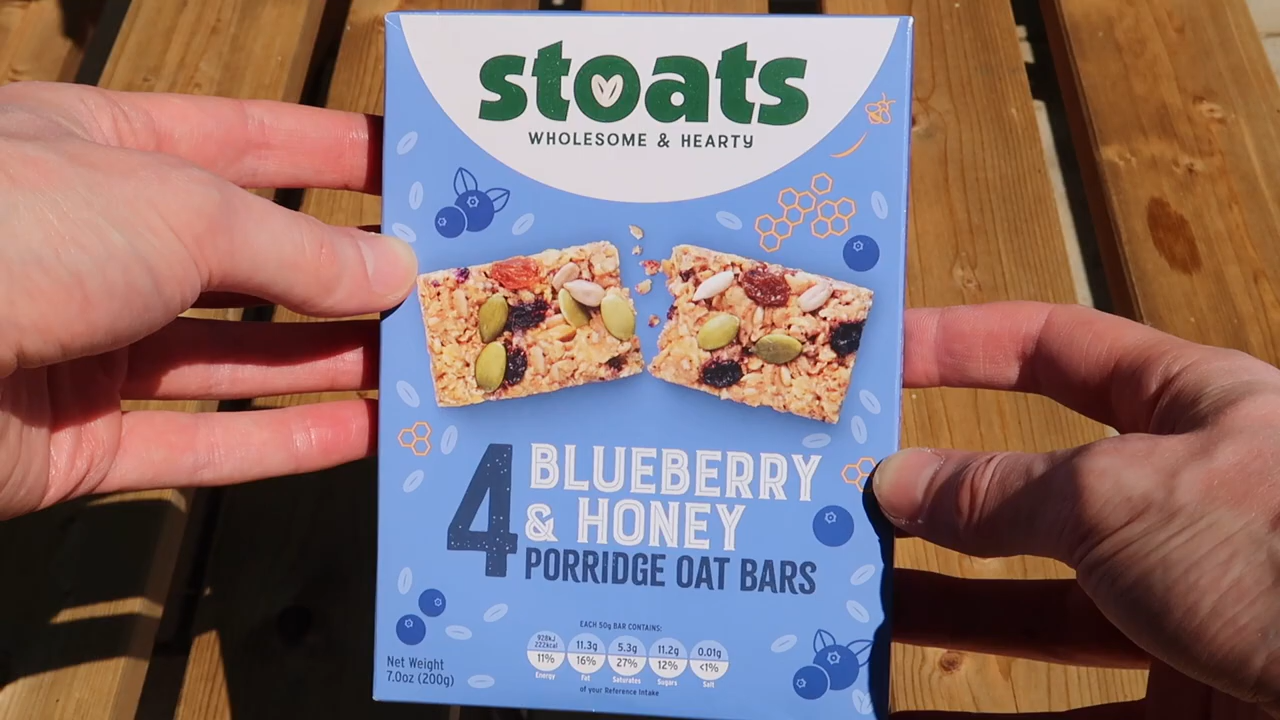 stoats
WHOLESOME & HEARTY
4 BLUEBERRY
& HONEY
PORRIDGE OAT BARS
EACH 50g BAR CONTAINS:
928kJ
222kcal
11%
Energy
11.3g
16%
Fat
5.3g
27%
Saturates
11.2g
12%
Sugars
0.01g
<1%
Salt
of your Reference Intake
Net Weight
7.0oz (200g)